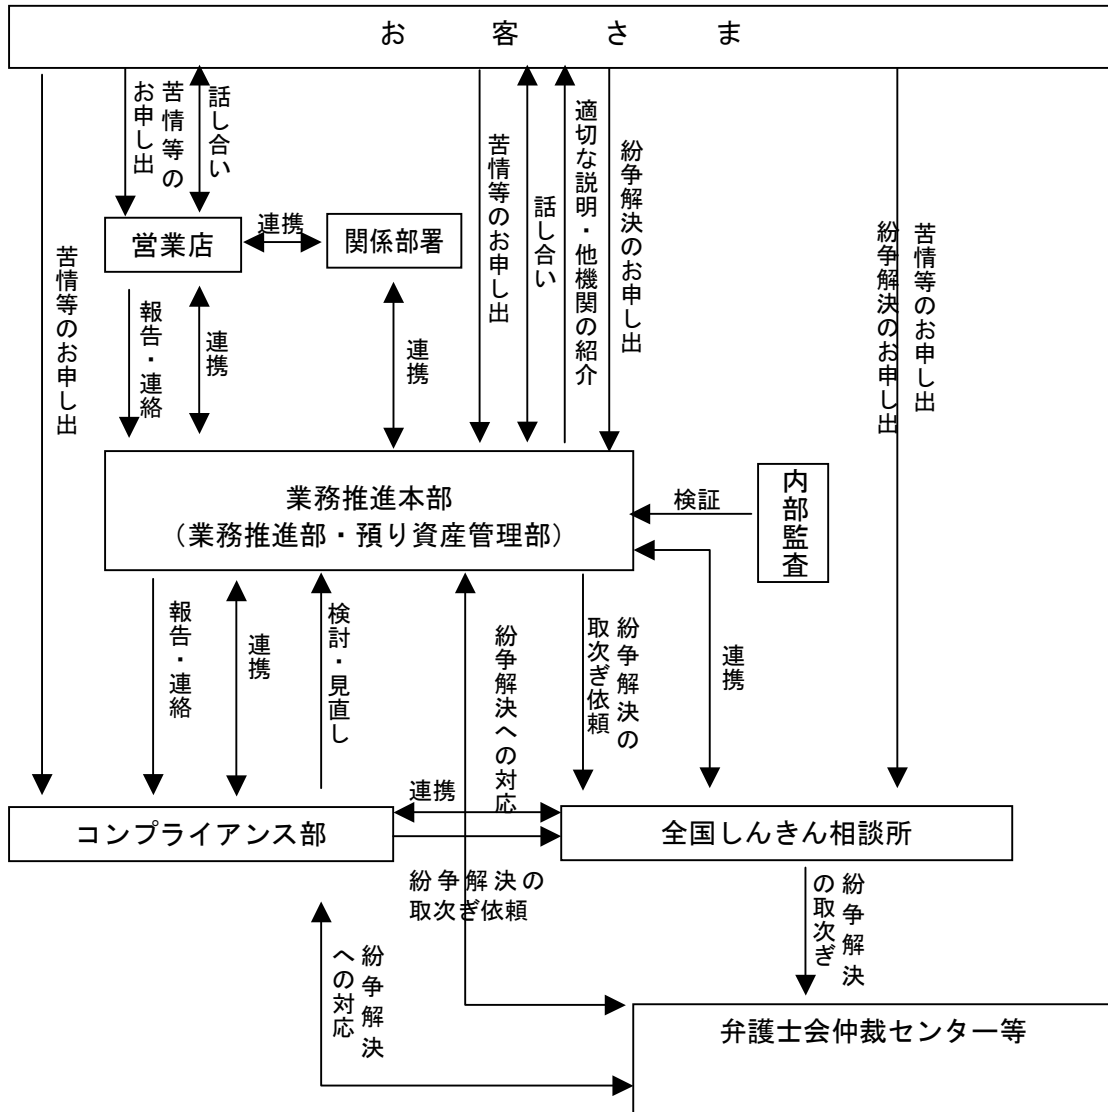 お客さま
苦情等の
お申し出
話し合い
苦情等のお申し出
話し合い
適切な説明・他機関の紹介
紛争解決のお申し出
苦情等のお申し出
紛争解決のお申し出
苦情等のお申し出
営業店
連携
関係部署
報告・連絡
連携
連携
業務推進本部
（業務推進部・預り資産管理部）
検証
内部監査
報告・連絡
連携
検討・見直し
紛争解決への対応
紛争解決の
取次ぎ依頼
連携
コンプライアンス部
連携
全国しんきん相談所
紛争解決の
取次ぎ依頼
紛争解決
の取次ぎ
紛争解決
への対応
弁護士会仲裁センター等